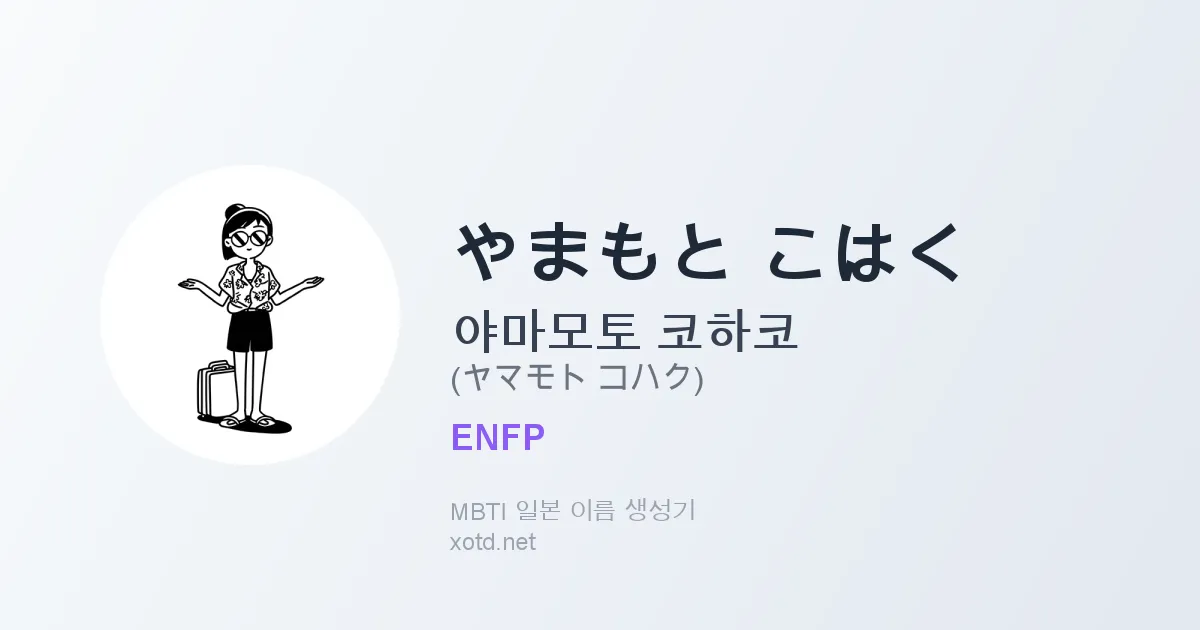 やまもと こはく
야마모토 코하코
(ヤマモト コハク)
ENFP
MBTI 일본 이름 생성기
xotd.net